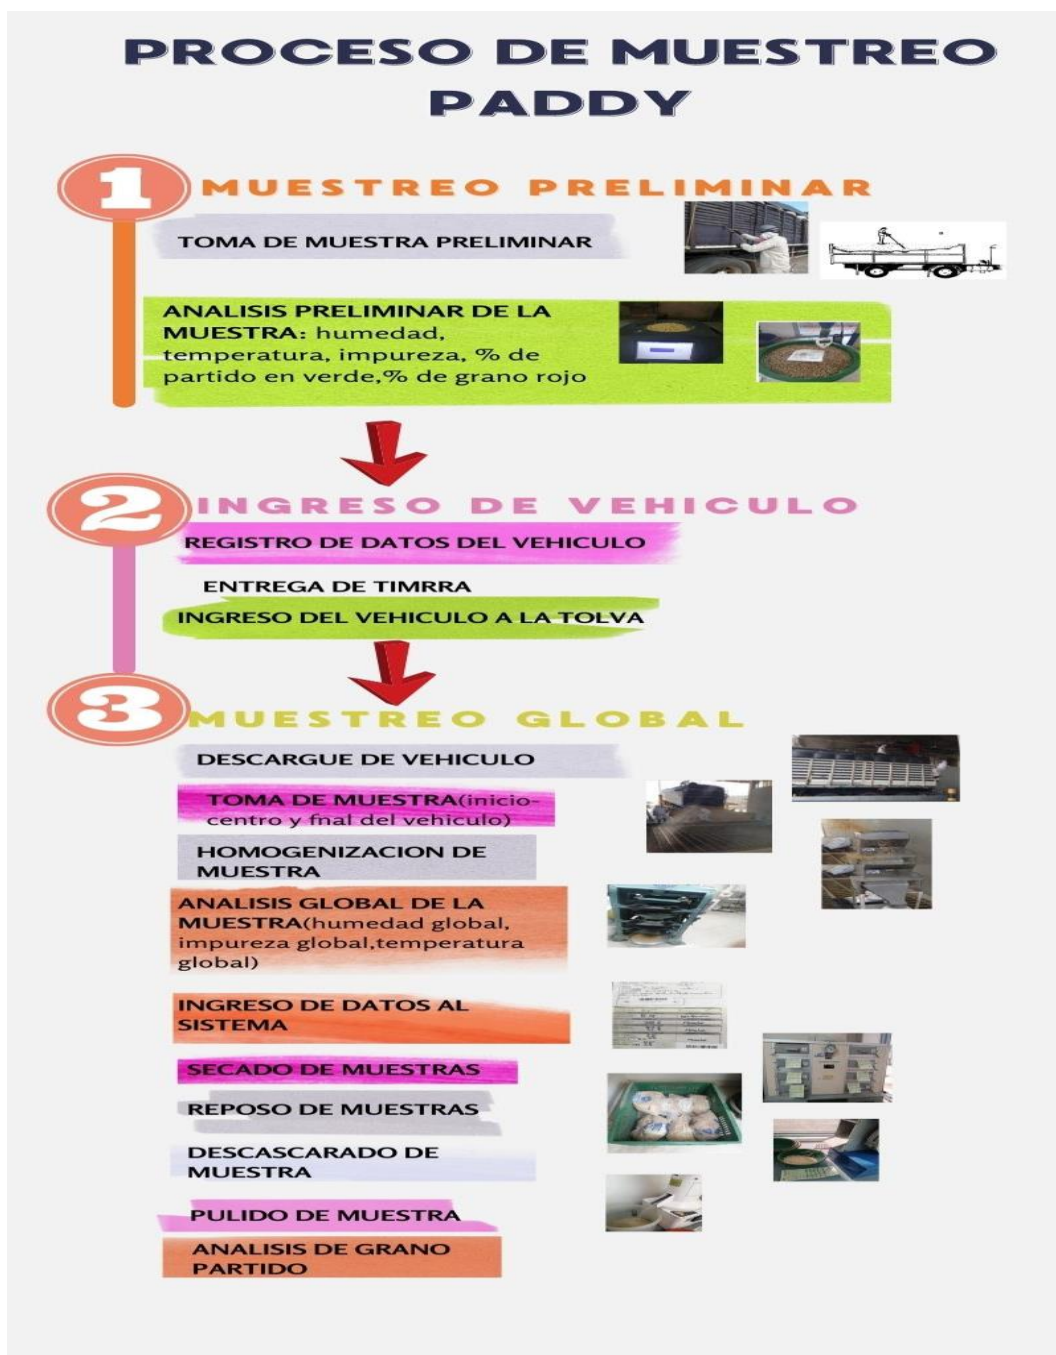 PROCESO DE MUESTREO
PADDY
1
MUESTREO PRELIMINAR
TOMA DE MUESTRA PRELIMINAR
ANALISIS PRELIMINAR DE LA
MUESTRA: humedad,
temperatura, impureza, % de
partido en verde,% de grano rojo
2
INGRESO DE VEHICULO
REGISTRO DE DATOS DEL VEHICULO
ENTREGA DE TIMRRA
INGRESO DEL VEHICULO A LA TOLVA
3
MUESTREO GLOBAL
DESCARGUE DE VEHICULO
TOMA DE MUESTRA(inicio-
centro y fnal del vehiculo)
HOMOGENIZACION DE
MUESTRA
ANALISIS GLOBAL DE LA
MUESTRA(humedad global,
impureza global,temperatura
global)
INGRESO DE DATOS AL
SISTEMA
SECADO DE MUESTRAS
REPOSO DE MUESTRAS
DESCASCARADO DE
MUESTRA
PULIDO DE MUESTRA
ANALISIS DE GRANO
PARTIDO